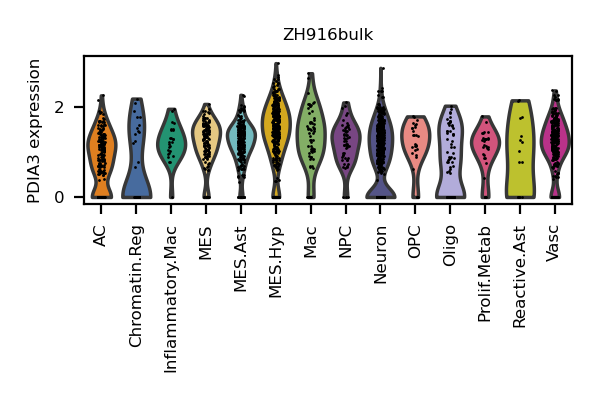 ZH916bulk
PDIA3 expression
2
0
AC
Chromatin.Reg
Inflammatory.Mac
MES
MES.Ast
MES.Hyp
Mac
NPC
Neuron
OPC
Oligo
Prolif.Metab
Reactive.Ast
Vasc